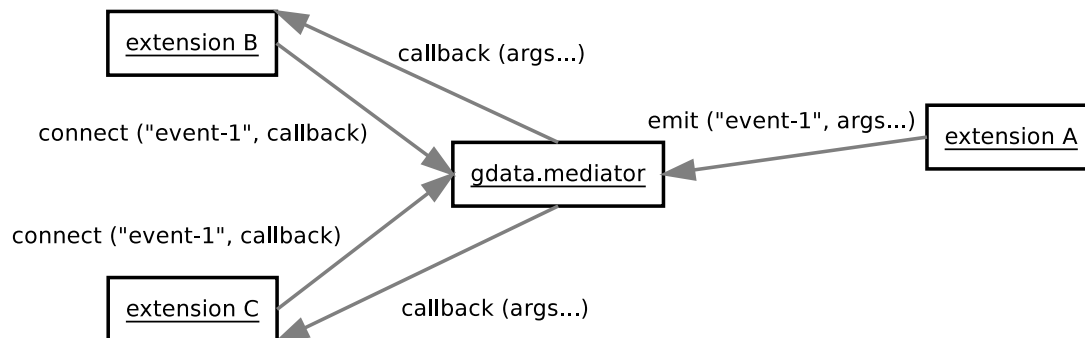 extension B
callback (args...)
connect ("event-1", callback)
emit ("event-1", args...)
extension A
gdata.mediator
connect ("event-1", callback)
extension C
callback (args...)